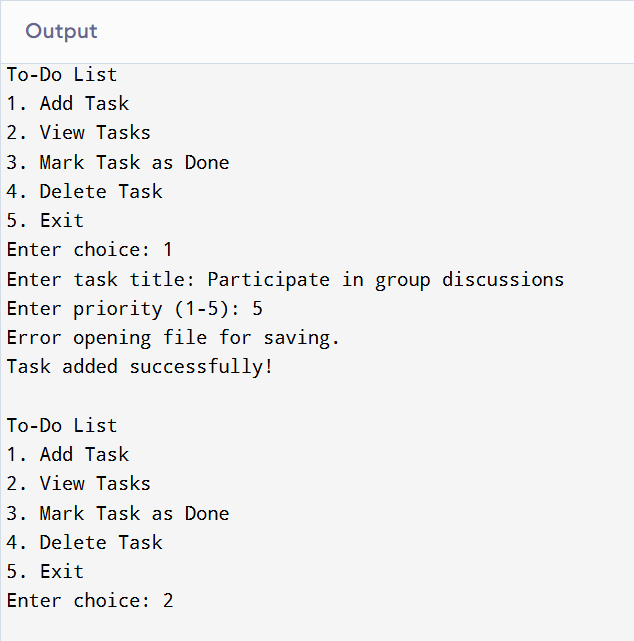 Output
To-Do List
1. Add Task
2. View Tasks
3. Mark Task as Done
4. Delete Task
5. Exit
Enter choice: 1
Enter task title: Participate in group discussions
Enter priority (1-5): 5
Error opening file for saving.
Task added successfully!
To-Do List
1. Add Task
2. View Tasks
3. Mark Task as Done
4. Delete Task
5. Exit
Enter choice: 2